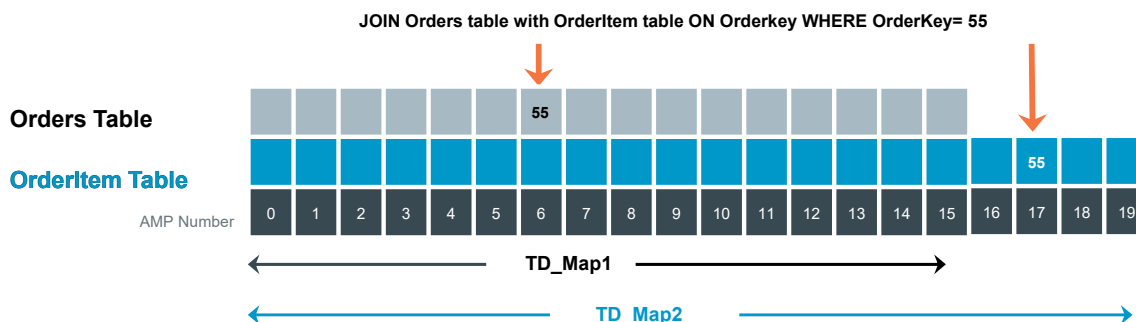 JOIN Orders table with OrderItem table ON Orderkey WHERE OrderKey= 55
Orders Table
55
OrderItem Table
55
AMP Number
0 1 2 3 4 5 6 7 8 9 10 11 12 13 14 15 16 17 18 19
TD_Map1
TD_Map2